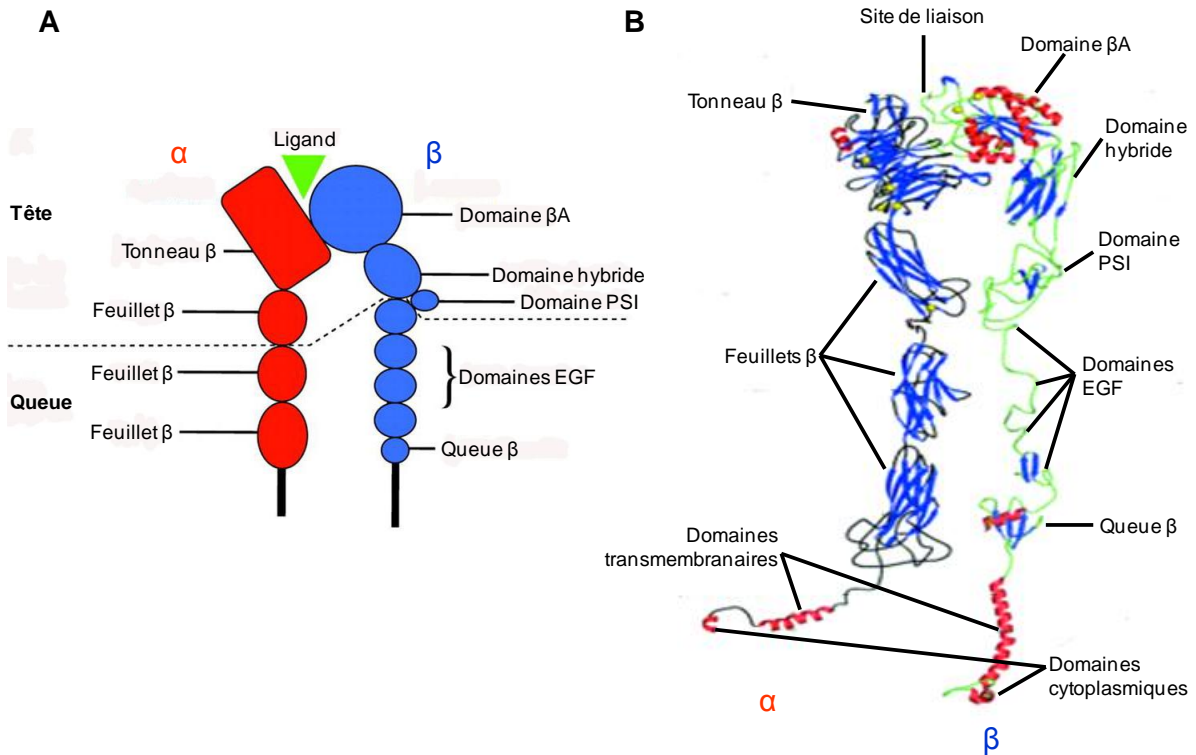 A
Ligand
α
β
Tête
Domaine βA
Tonneau β
Domaine hybride
Domaine PSI
Feuillet β
Feuillet β
Domaines EGF
Queue
Feuillet β
Queue β
B
Site de liaison
Domaine βA
Tonneau β
Domaine
hybride
Domaine
PSI
Feuillets β
Domaines
EGF
Queue β
Domaines
transmembranaires
Domaines
cytoplasmiques
α
β